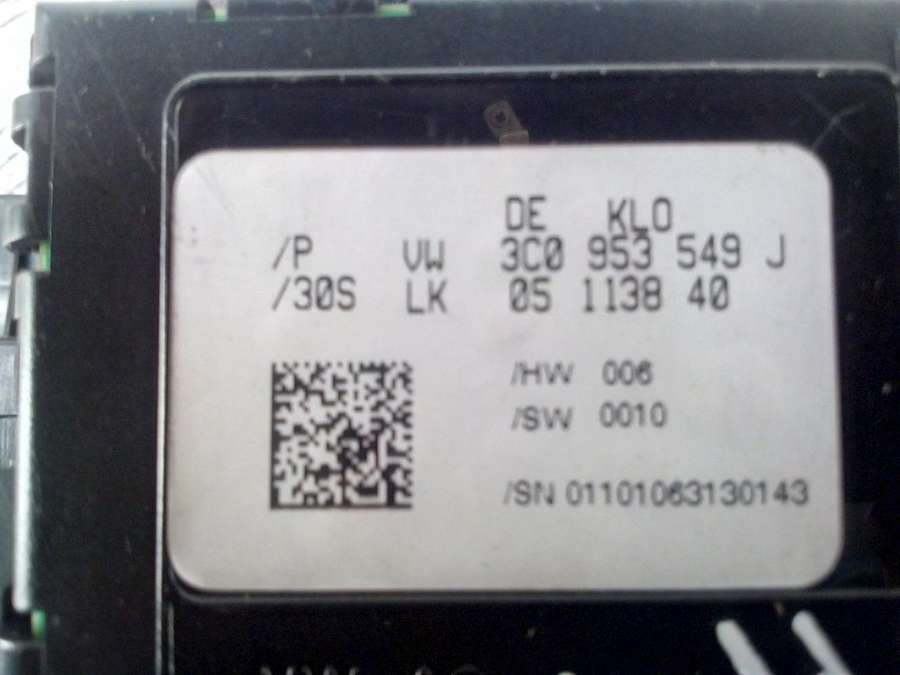 DE KLO
/P VW 3C0 953 549 J
/30S LK 05 1138 40
/HW 006
/SW 0010
/SN 01101063130143